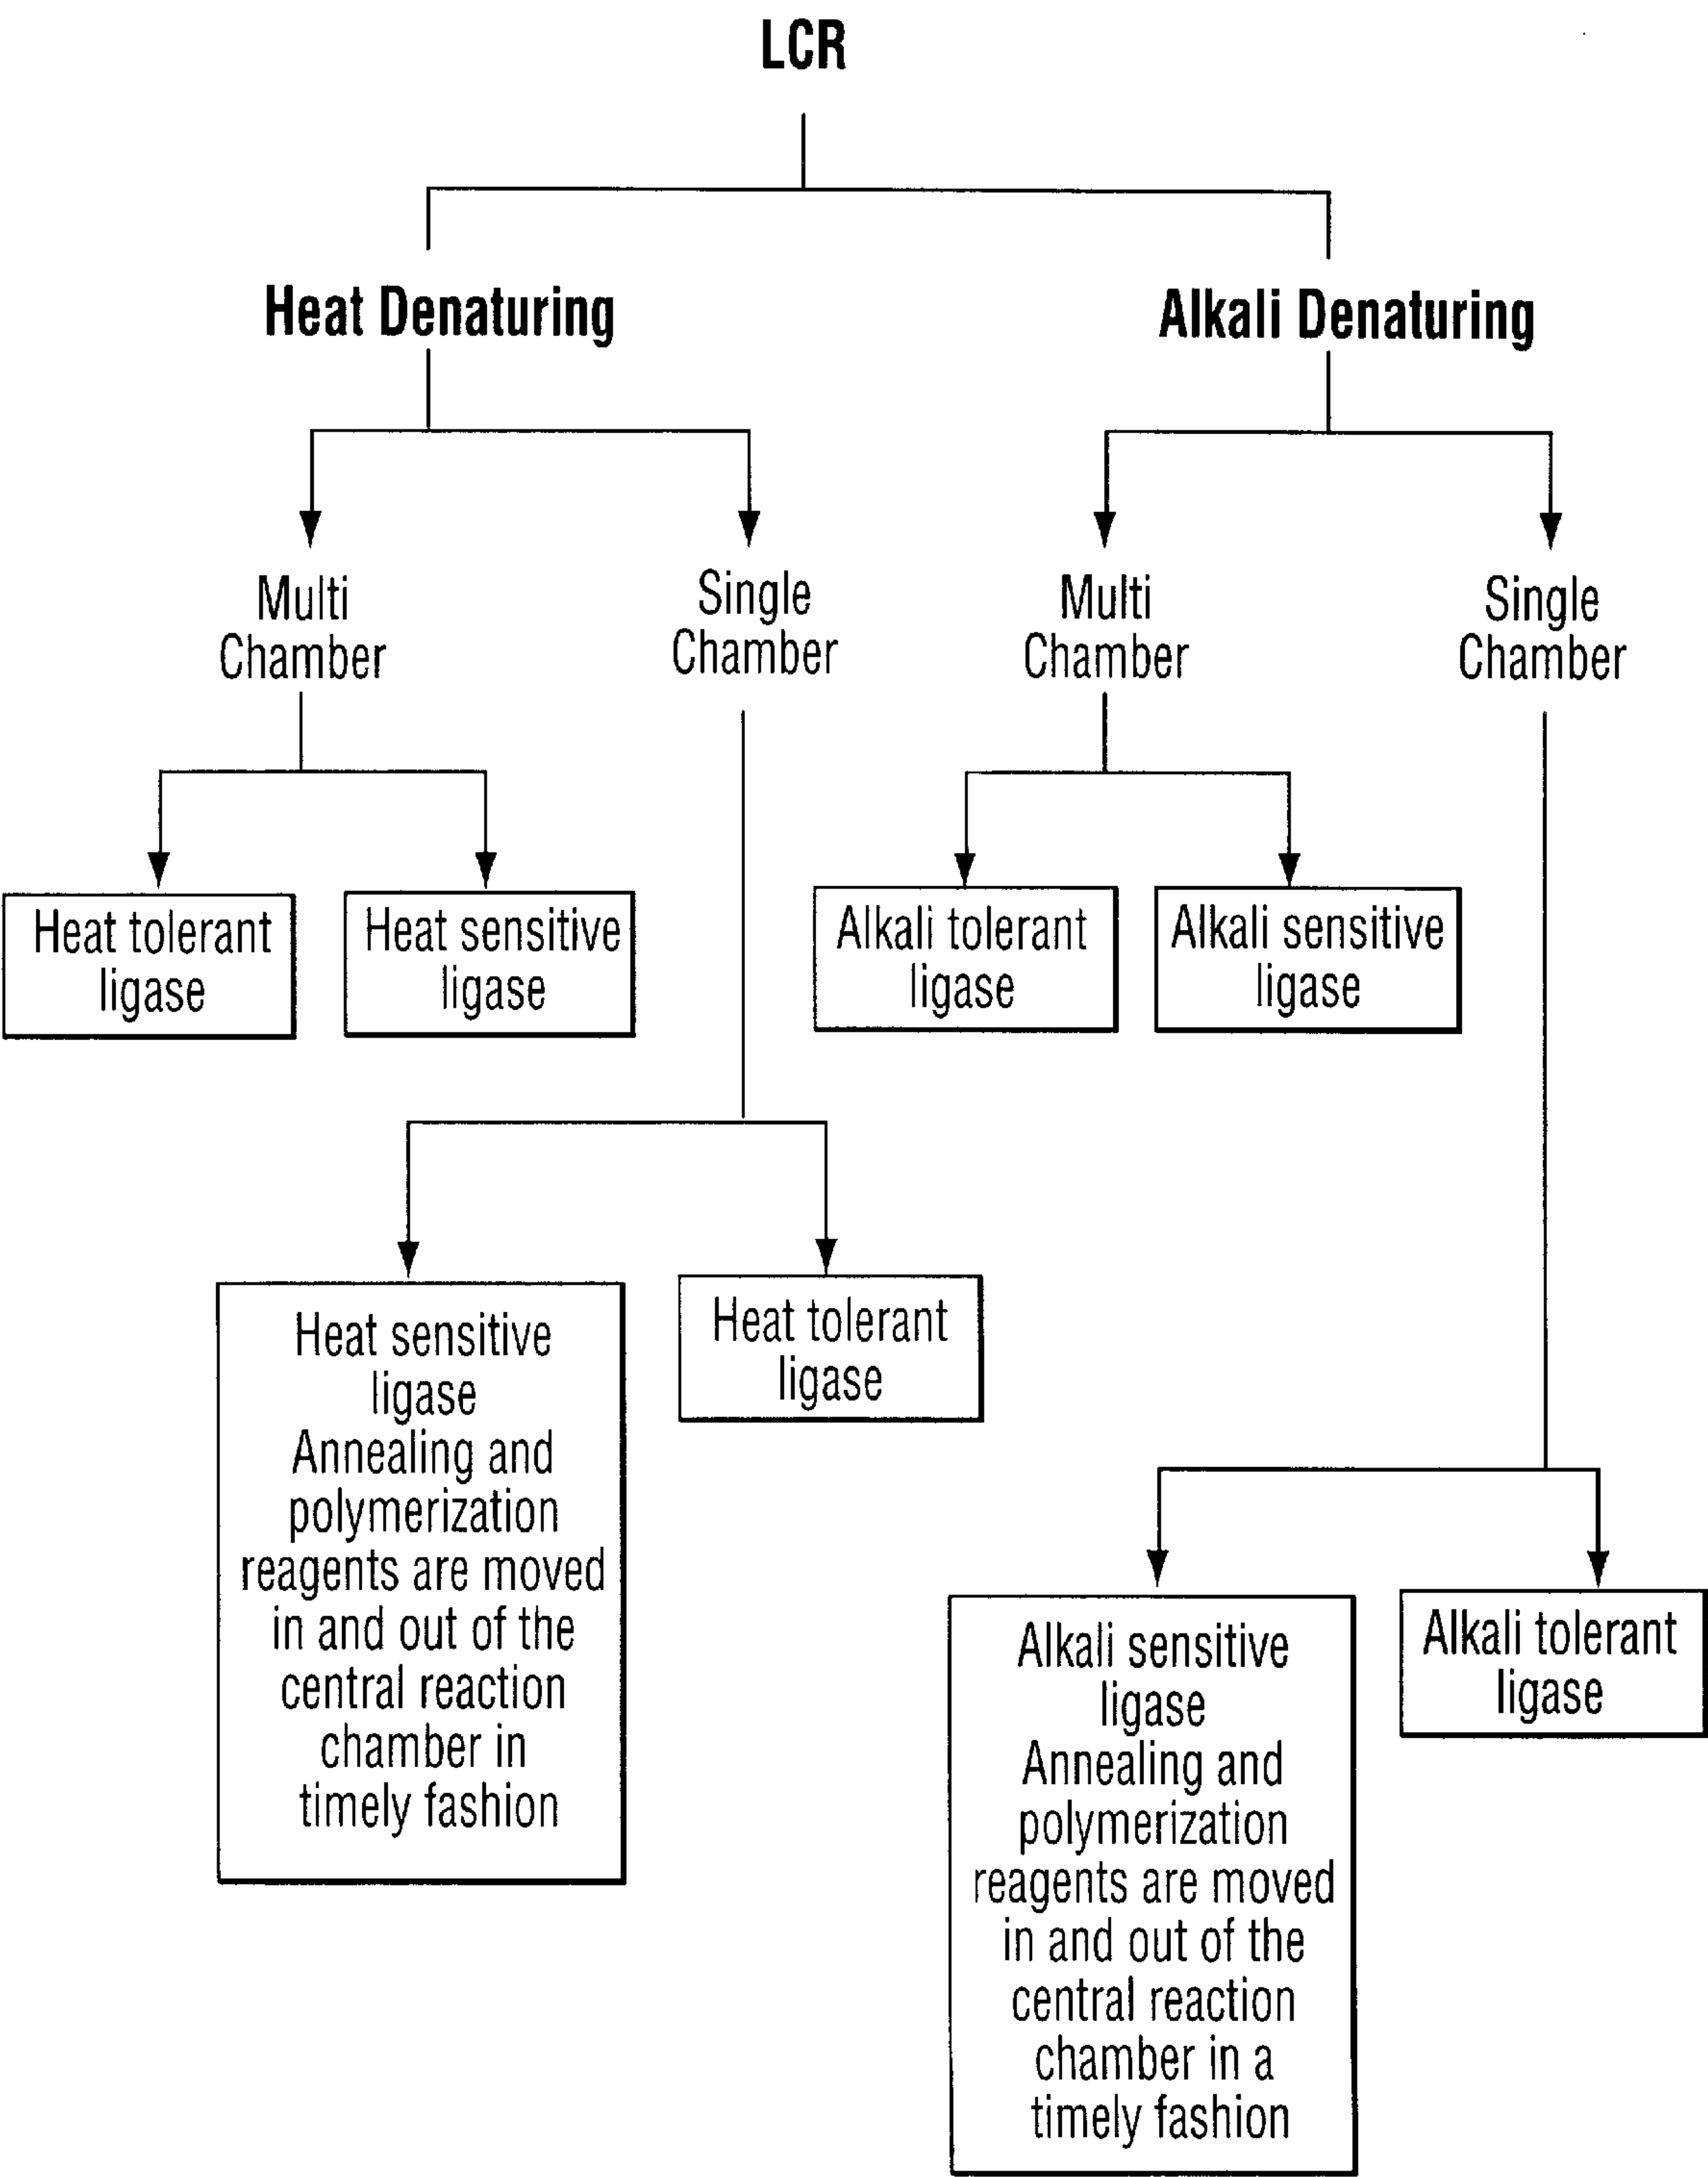 LCR
Heat Denaturing
Alkali Denaturing
Multi
Chamber
Single
Chamber
Multi
Chamber
Single
Chamber
Heat tolerant
ligase
Heat sensitive
ligase
Alkali tolerant
ligase
Alkali sensitive
ligase
Heat sensitive
ligase
Annealing and
polymerization
reagents are moved
in and out of the
central reaction
chamber in
timely fashion
Heat tolerant
ligase
Alkali sensitive
ligase
Annealing and
polymerization
reagents are moved
in and out of the
central reaction
chamber in a
timely fashion
Alkali tolerant
ligase